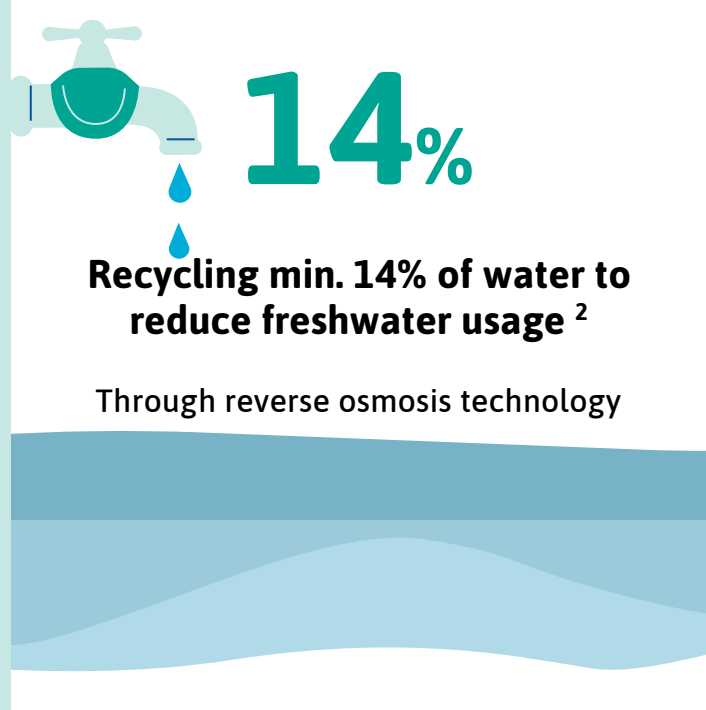 14%
Recycling min. 14% of water to
reduce freshwater usage ²
Through reverse osmosis technology